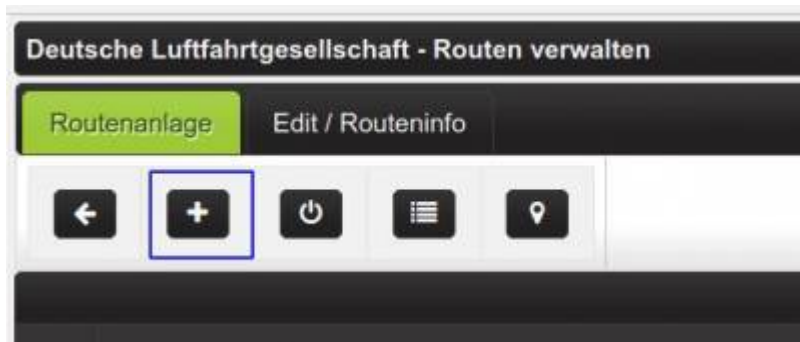 Deutsche Luftfahrtgesellschaft - Routen verwalten
Routenanlage Edit / Routeninfo